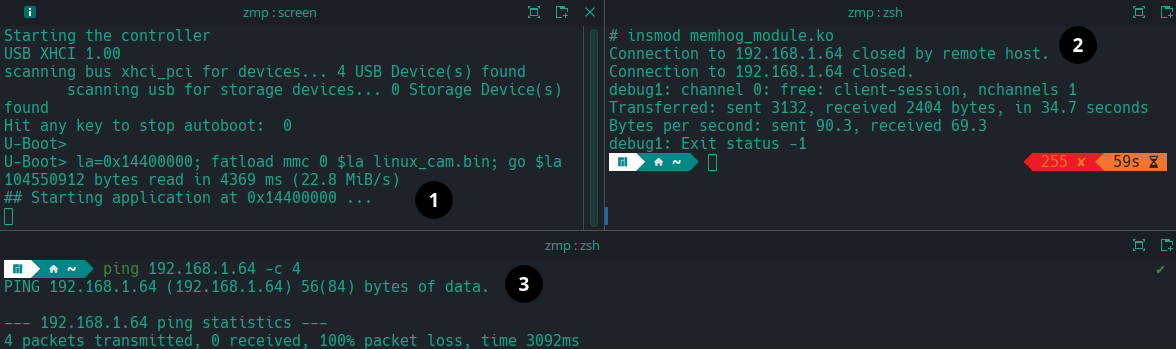 zmp : screen
Starting the controller
USB XHCI 1.00
scanning bus xhci_pci for devices... 4 USB Device(s) found
scanning usb for storage devices... 0 Storage Device(s)
found
Hit any key to stop autoboot:  0
U-Boot>
U-Boot> la=0x14400000; fatload mmc 0 $la linux_cam.bin; go $la
104550912 bytes read in 4369 ms (22.8 MiB/s)
## Starting application at 0x14400000 ...
1
zmp : zsh
# insmod memhog_module.ko
2
Connection to 192.168.1.64 closed by remote host.
Connection to 192.168.1.64 closed.
debug1: channel 0: free: client-session, nchannels 1
Transferred: sent 3132, received 2404 bytes, in 34.7 seconds
Bytes per second: sent 90.3, received 69.3
debug1: Exit status -1
~ 255 ✘ 59s
zmp : zsh
~ ping 192.168.1.64 -c 4 ✔
PING 192.168.1.64 (192.168.1.64) 56(84) bytes of data.
3
--- 192.168.1.64 ping statistics ---
4 packets transmitted, 0 received, 100% packet loss, time 3092ms